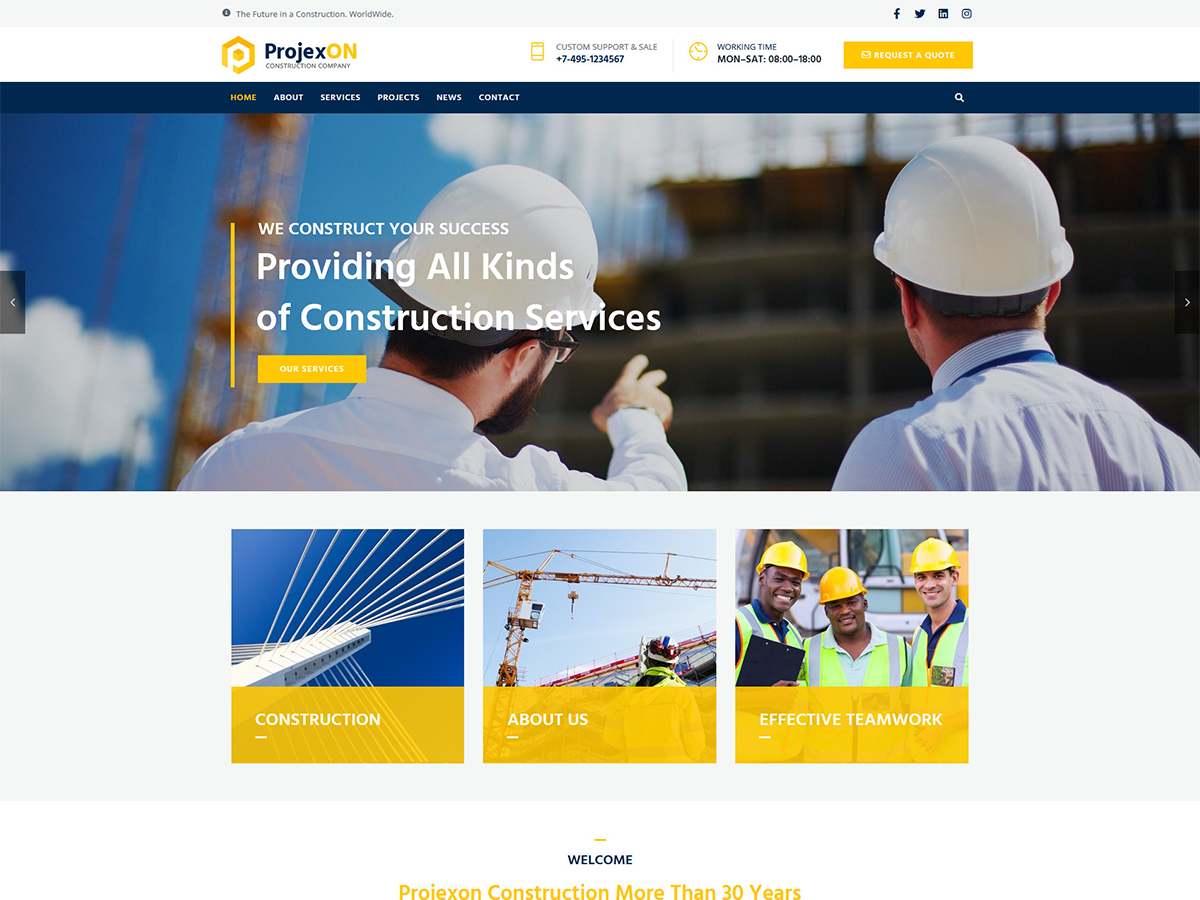 The Future in a Construction. WorldWide.
ProjexON
CONSTRUCTION COMPANY
CUSTOM SUPPORT & SALE
+7-495-1234567
WORKING TIME
MON–SAT: 08:00–18:00
REQUEST A QUOTE
HOME ABOUT SERVICES PROJECTS NEWS CONTACT
WE CONSTRUCT YOUR SUCCESS
Providing All Kinds
of Construction Services
OUR SERVICES
CONSTRUCTION
ABOUT US
EFFECTIVE TEAMWORK
WELCOME
Projexon Construction More Than 30 Years